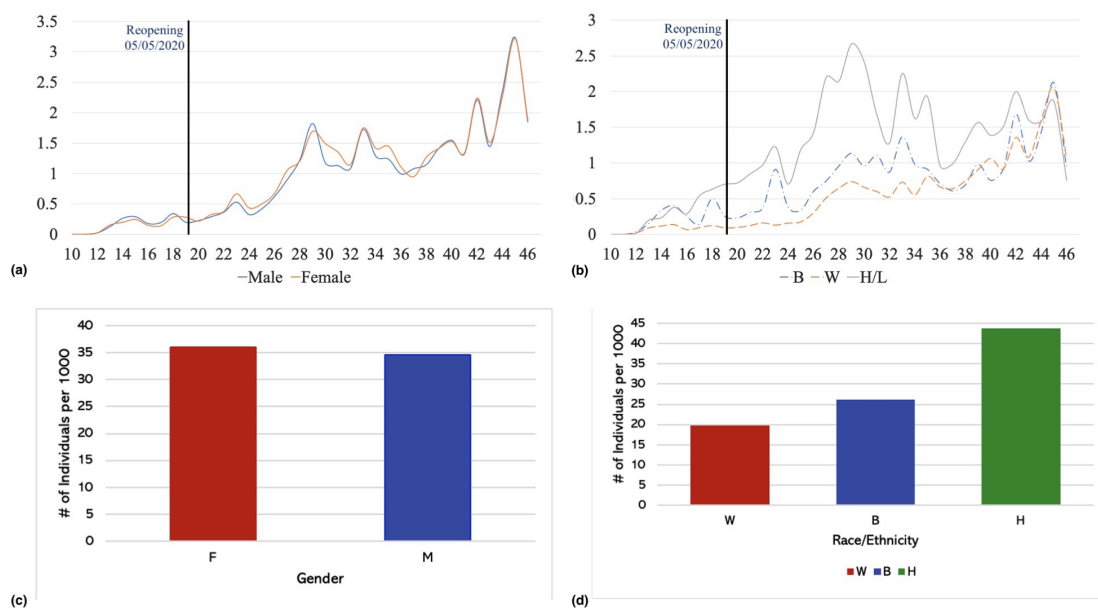 3.5
3
2.5
2
1.5
1
0.5
0
Reopening
05/05/2020
10 12 14 16 18 20 22 24 26 28 30 32 34 36 38 40 42 44 46
(a)
Male Female
3
2.5
2
1.5
1
0.5
0
Reopening
05/05/2020
10 12 14 16 18 20 22 24 26 28 30 32 34 36 38 40 42 44 46
(b)
B W H/L
# of Individuals per 1000
40
35
30
25
20
15
10
5
0
F M
Gender
(c)
# of Individuals per 1000
45
40
35
30
25
20
15
10
5
0
W B H
Race/Ethnicity
W B H
(d)